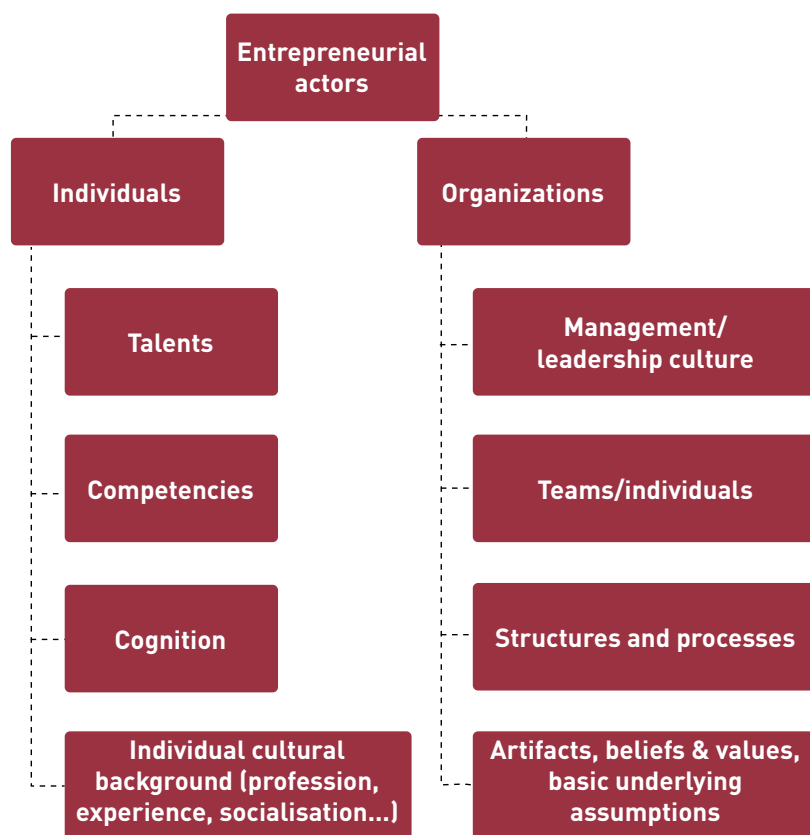 Entrepreneurial
actors
Individuals
Organizations
Talents
Competencies
Cognition
Individual cultural
background (profession,
experience, socialisation...)
Management/
leadership culture
Teams/individuals
Structures and processes
Artifacts, beliefs & values,
basic underlying
assumptions